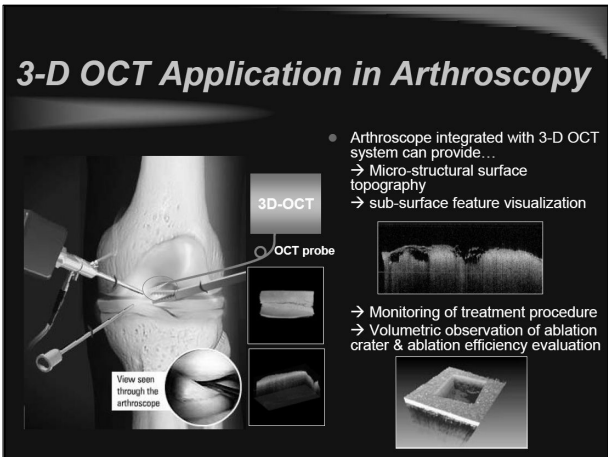 3-D OCT Application in Arthroscopy
Arthroscope integrated with 3-D OCT
system can provide…
→ Micro-structural surface
topography
→ sub-surface feature visualization
3D-OCT
OCT probe
→ Monitoring of treatment procedure
→ Volumetric observation of ablation
crater & ablation efficiency evaluation
View seen
through the
arthroscope